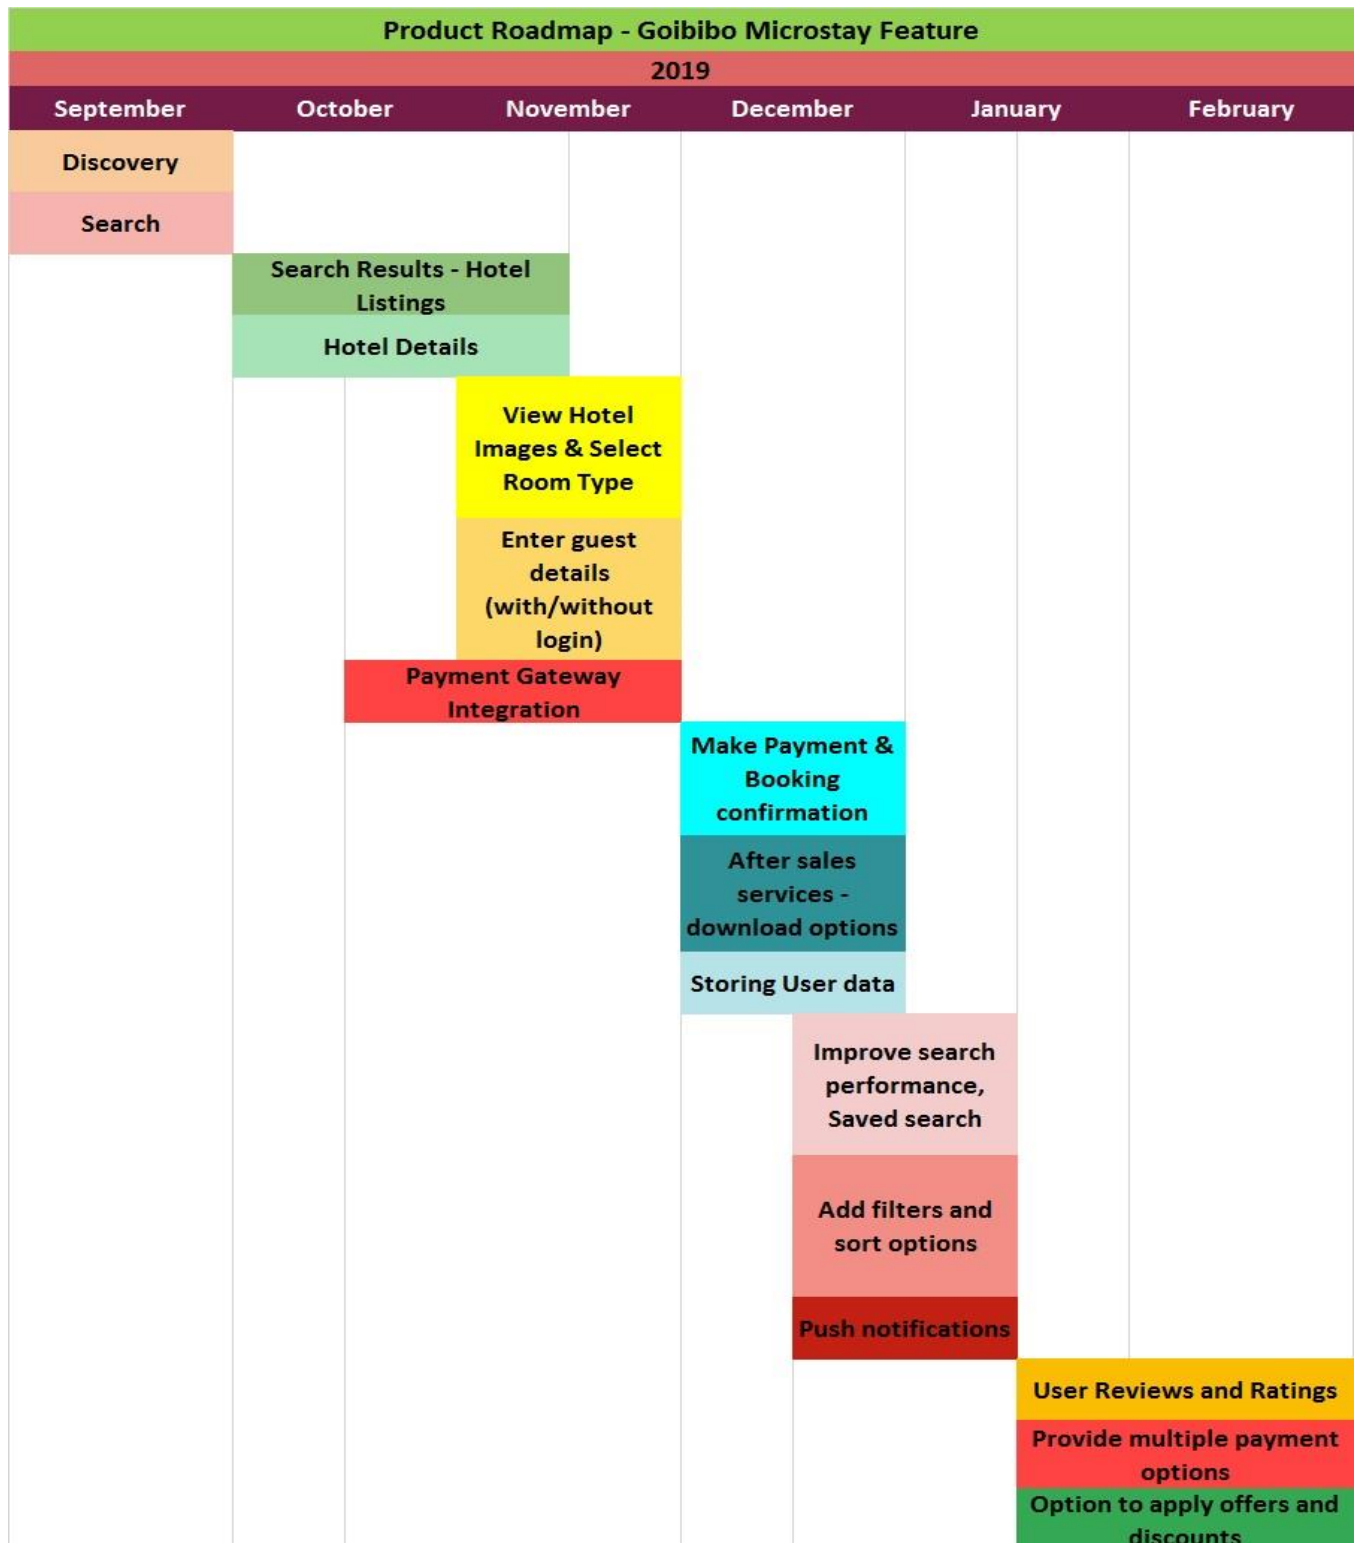 Product Roadmap - Goibibo Microstay Feature
2019
September October November December January February
Discovery
Search
Search Results - Hotel
Listings
Hotel Details
View Hotel
Images & Select
Room Type
Enter guest
details
(with/without
login)
Payment Gateway
Integration
Make Payment &
Booking
confirmation
After sales
services -
download options
Storing User data
Improve search
performance,
Saved search
Add filters and
sort options
Push notifications
User Reviews and Ratings
Provide multiple payment
options
Option to apply offers and
discounts